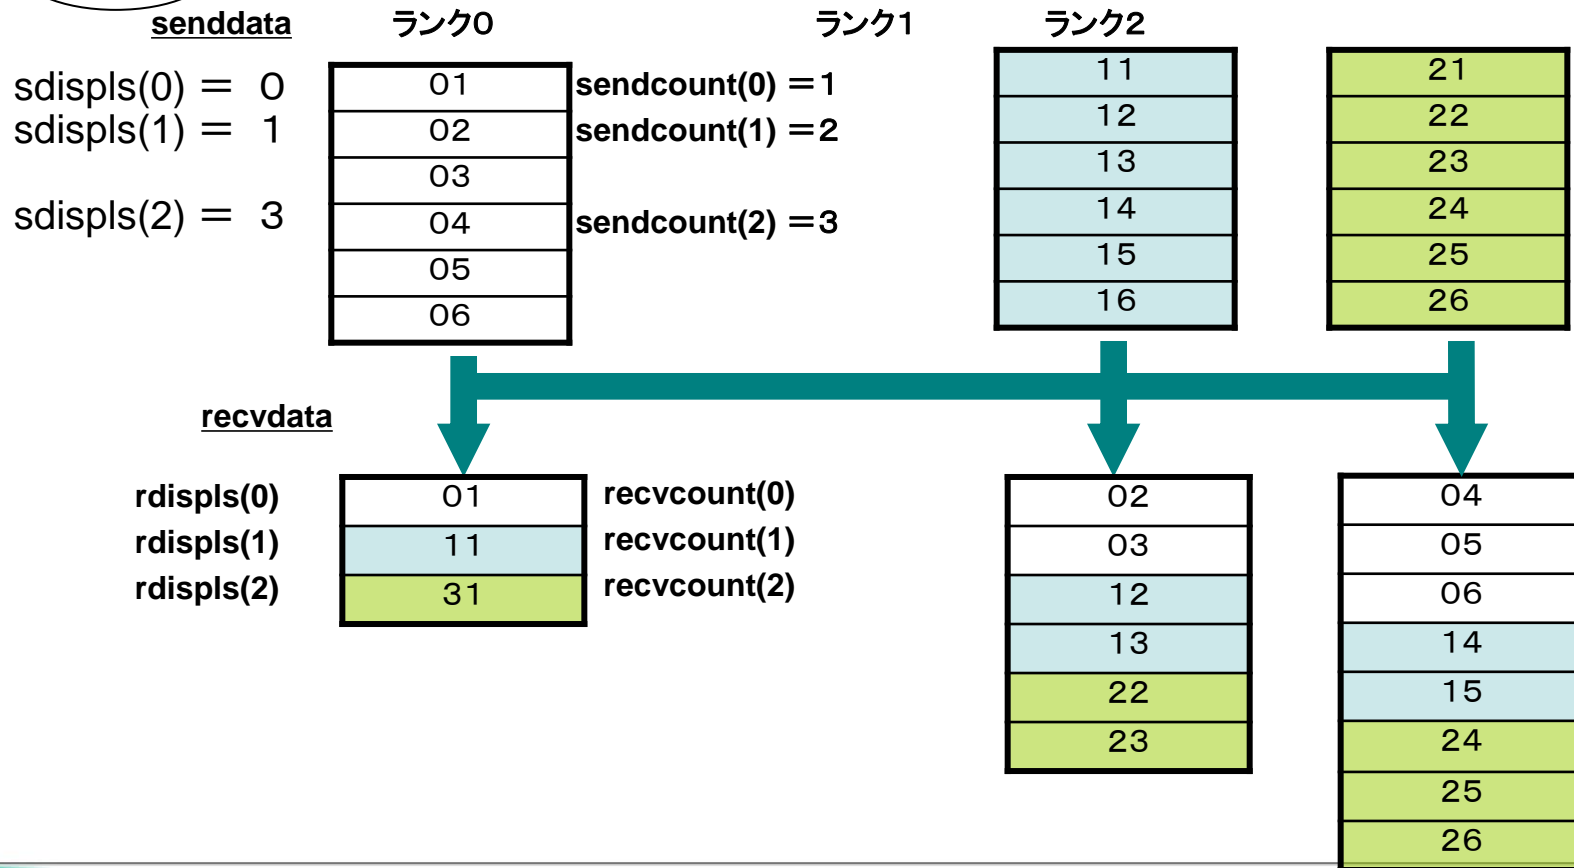 senddata ランク0 ランク1 ランク2
sdispls(0) = 0 01 sendcount(0) =1 11 21
sdispls(1) = 1 02 sendcount(1) =2 12 22
03 13 23
sdispls(2) = 3 04 sendcount(2) =3 14 24
05 15 25
06 16 26
recvdata
rdispls(0) 01 recvcount(0) 02 04
rdispls(1) 11 recvcount(1) 03 05
rdispls(2) 31 recvcount(2) 12 06
13 14
22 15
23 24
25
26